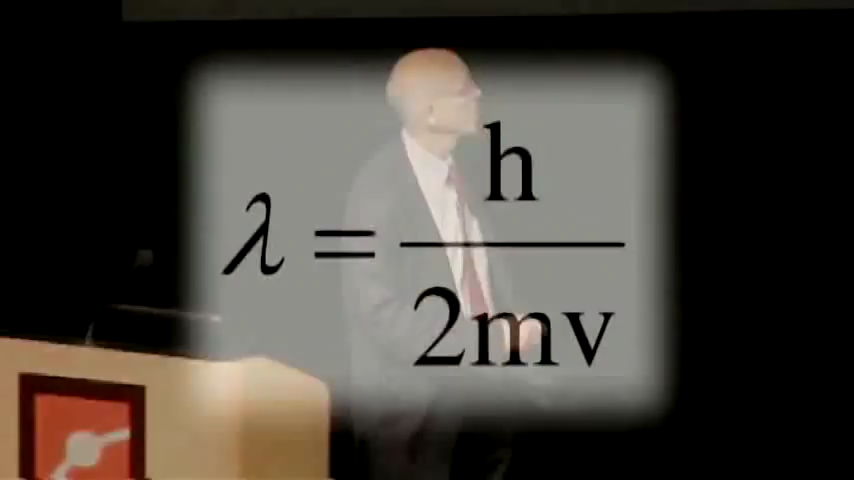 λ = h / 2mv